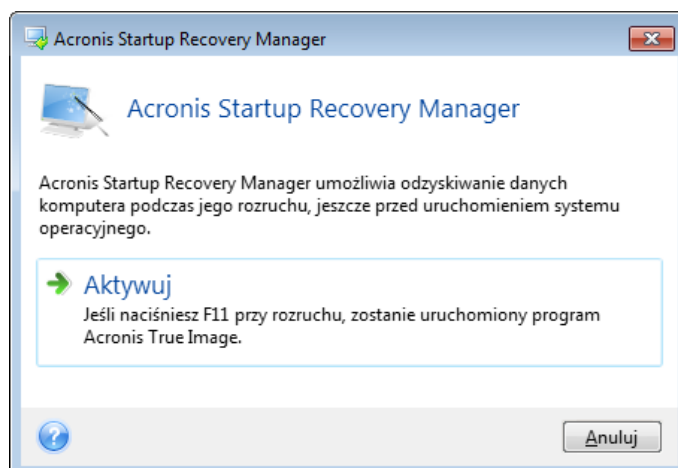 Acronis Startup Recovery Manager
Acronis Startup Recovery Manager
Acronis Startup Recovery Manager umożliwia odzyskiwanie danych
komputera podczas jego rozruchu, jeszcze przed uruchomieniem systemu
operacyjnego.
Aktywuj
Jeśli naciśniesz F11 przy rozruchu, zostanie uruchomiony program
Acronis True Image.
Anuluj